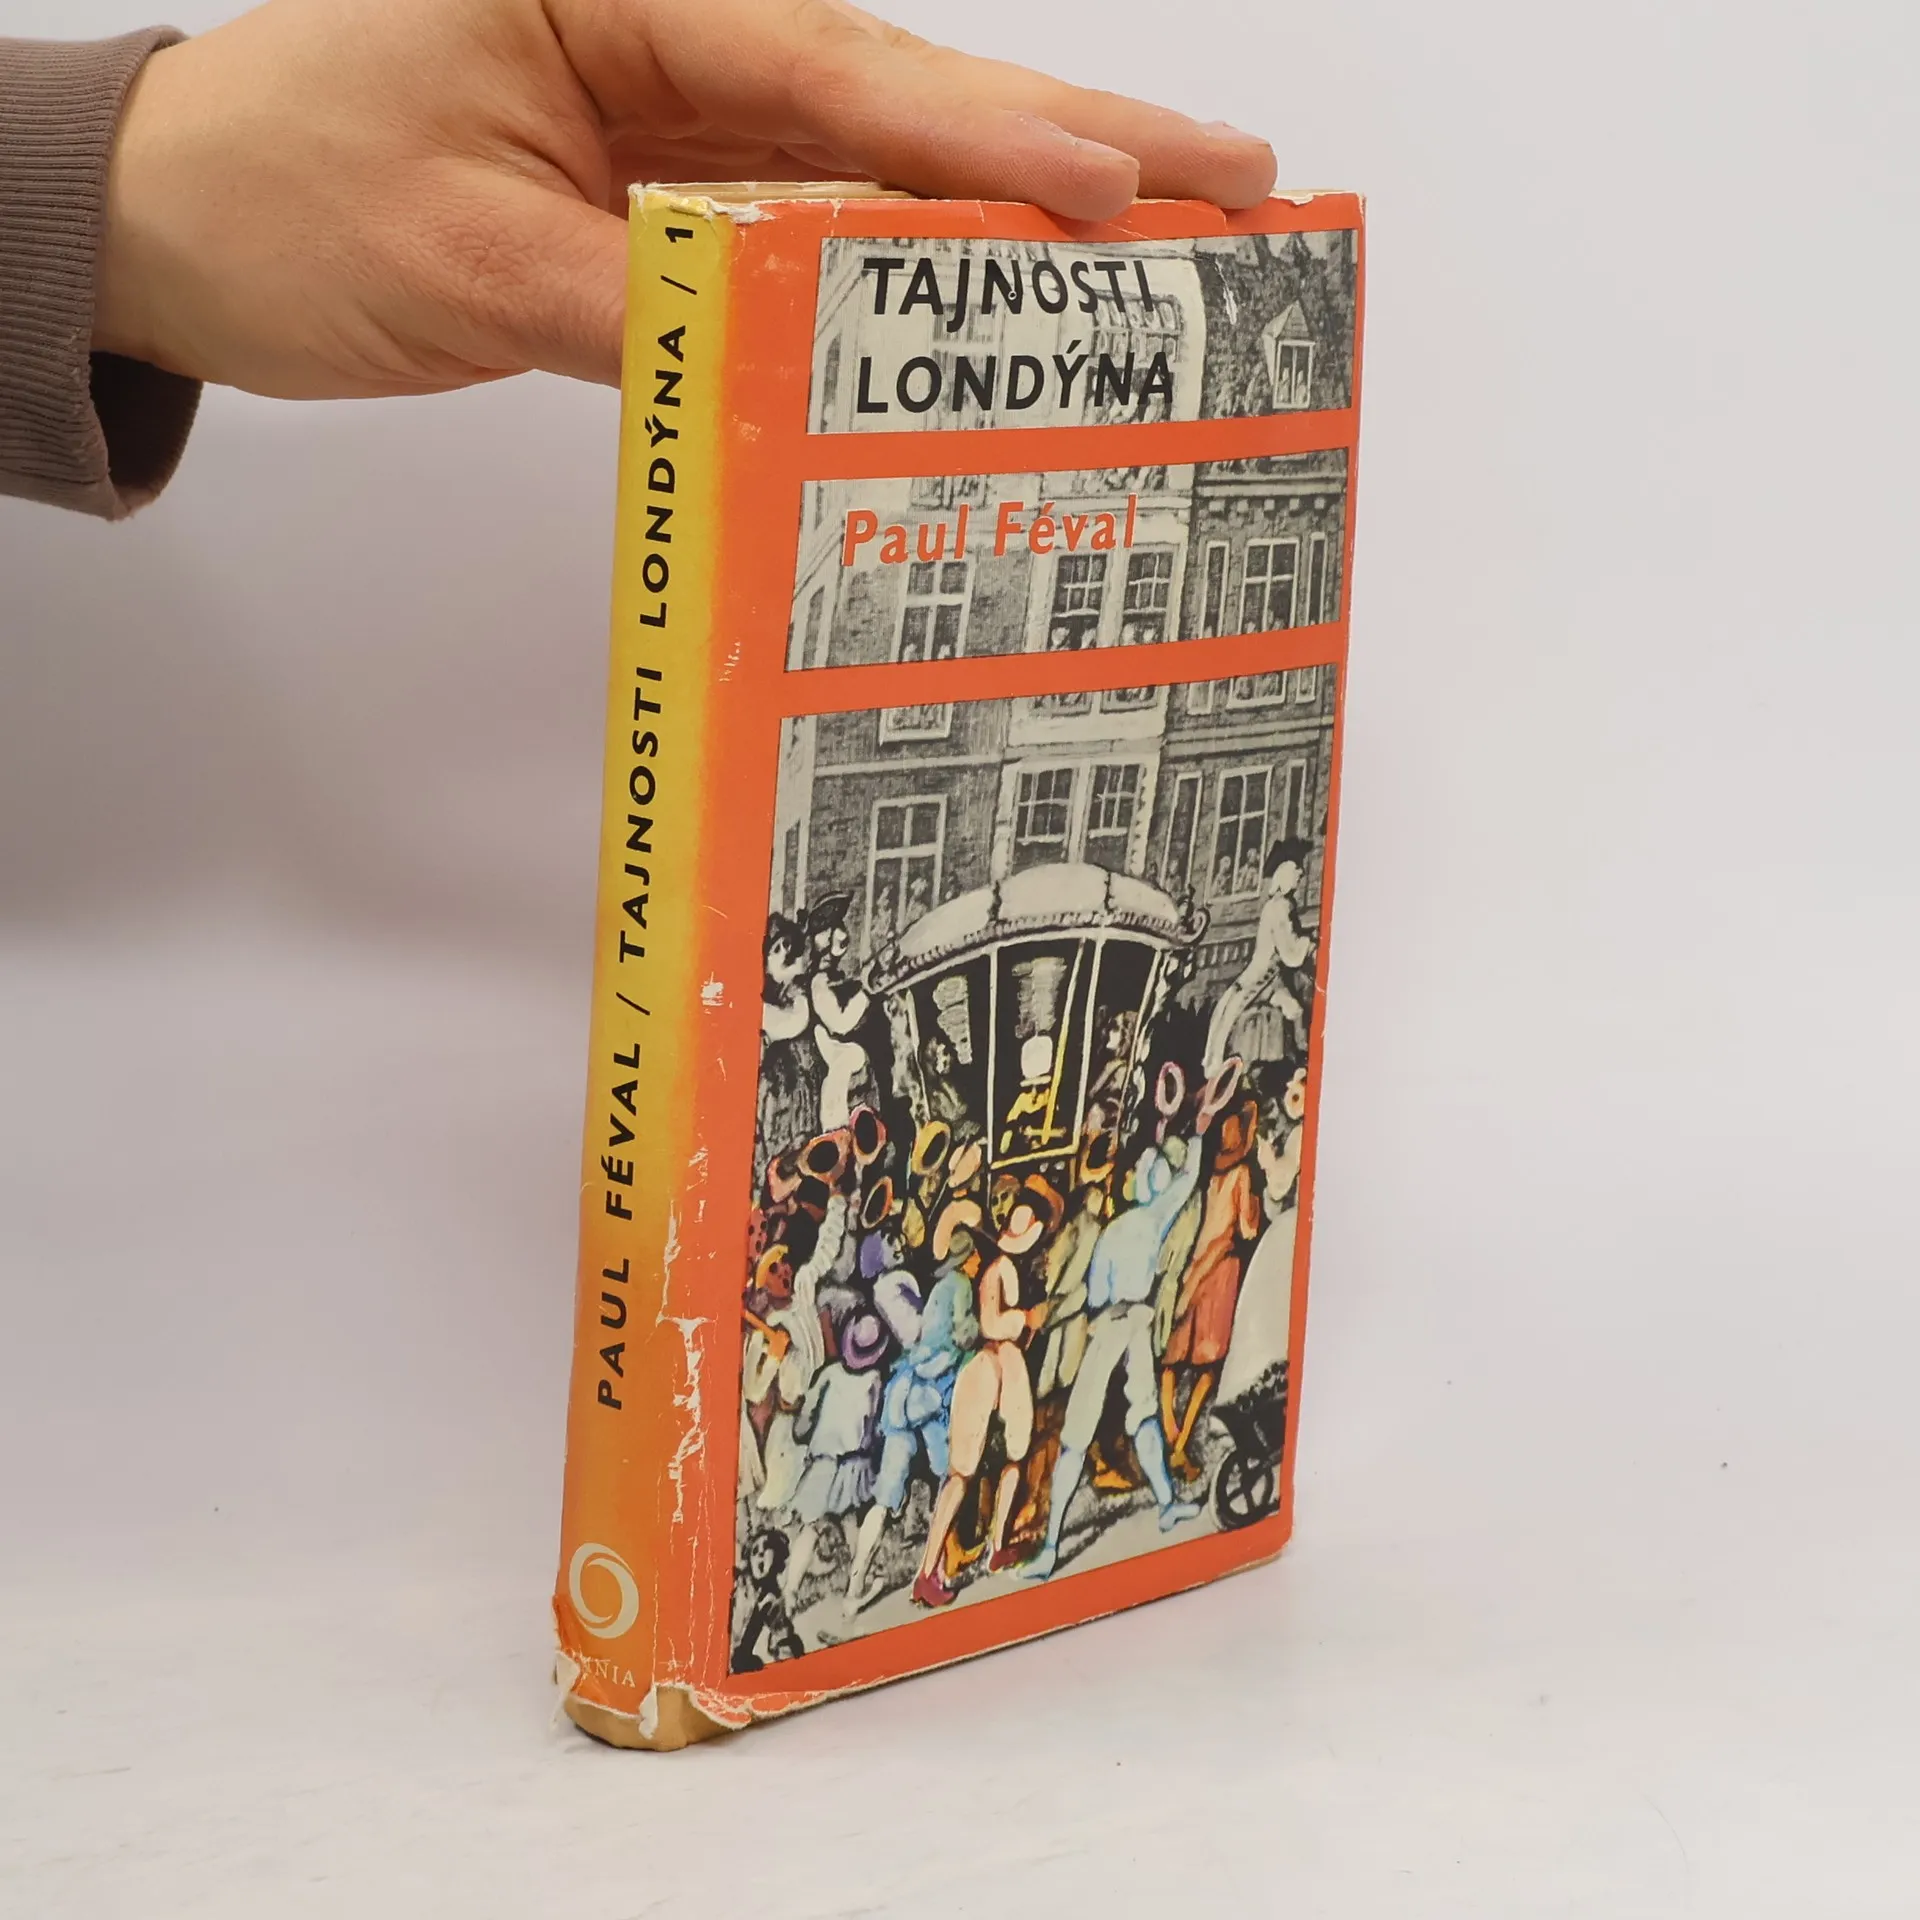 TAJNOSTI
LONDÝNA
Paul Féval
PAUL FÉVAL / TAJNOSTI LONDÝNA / 1